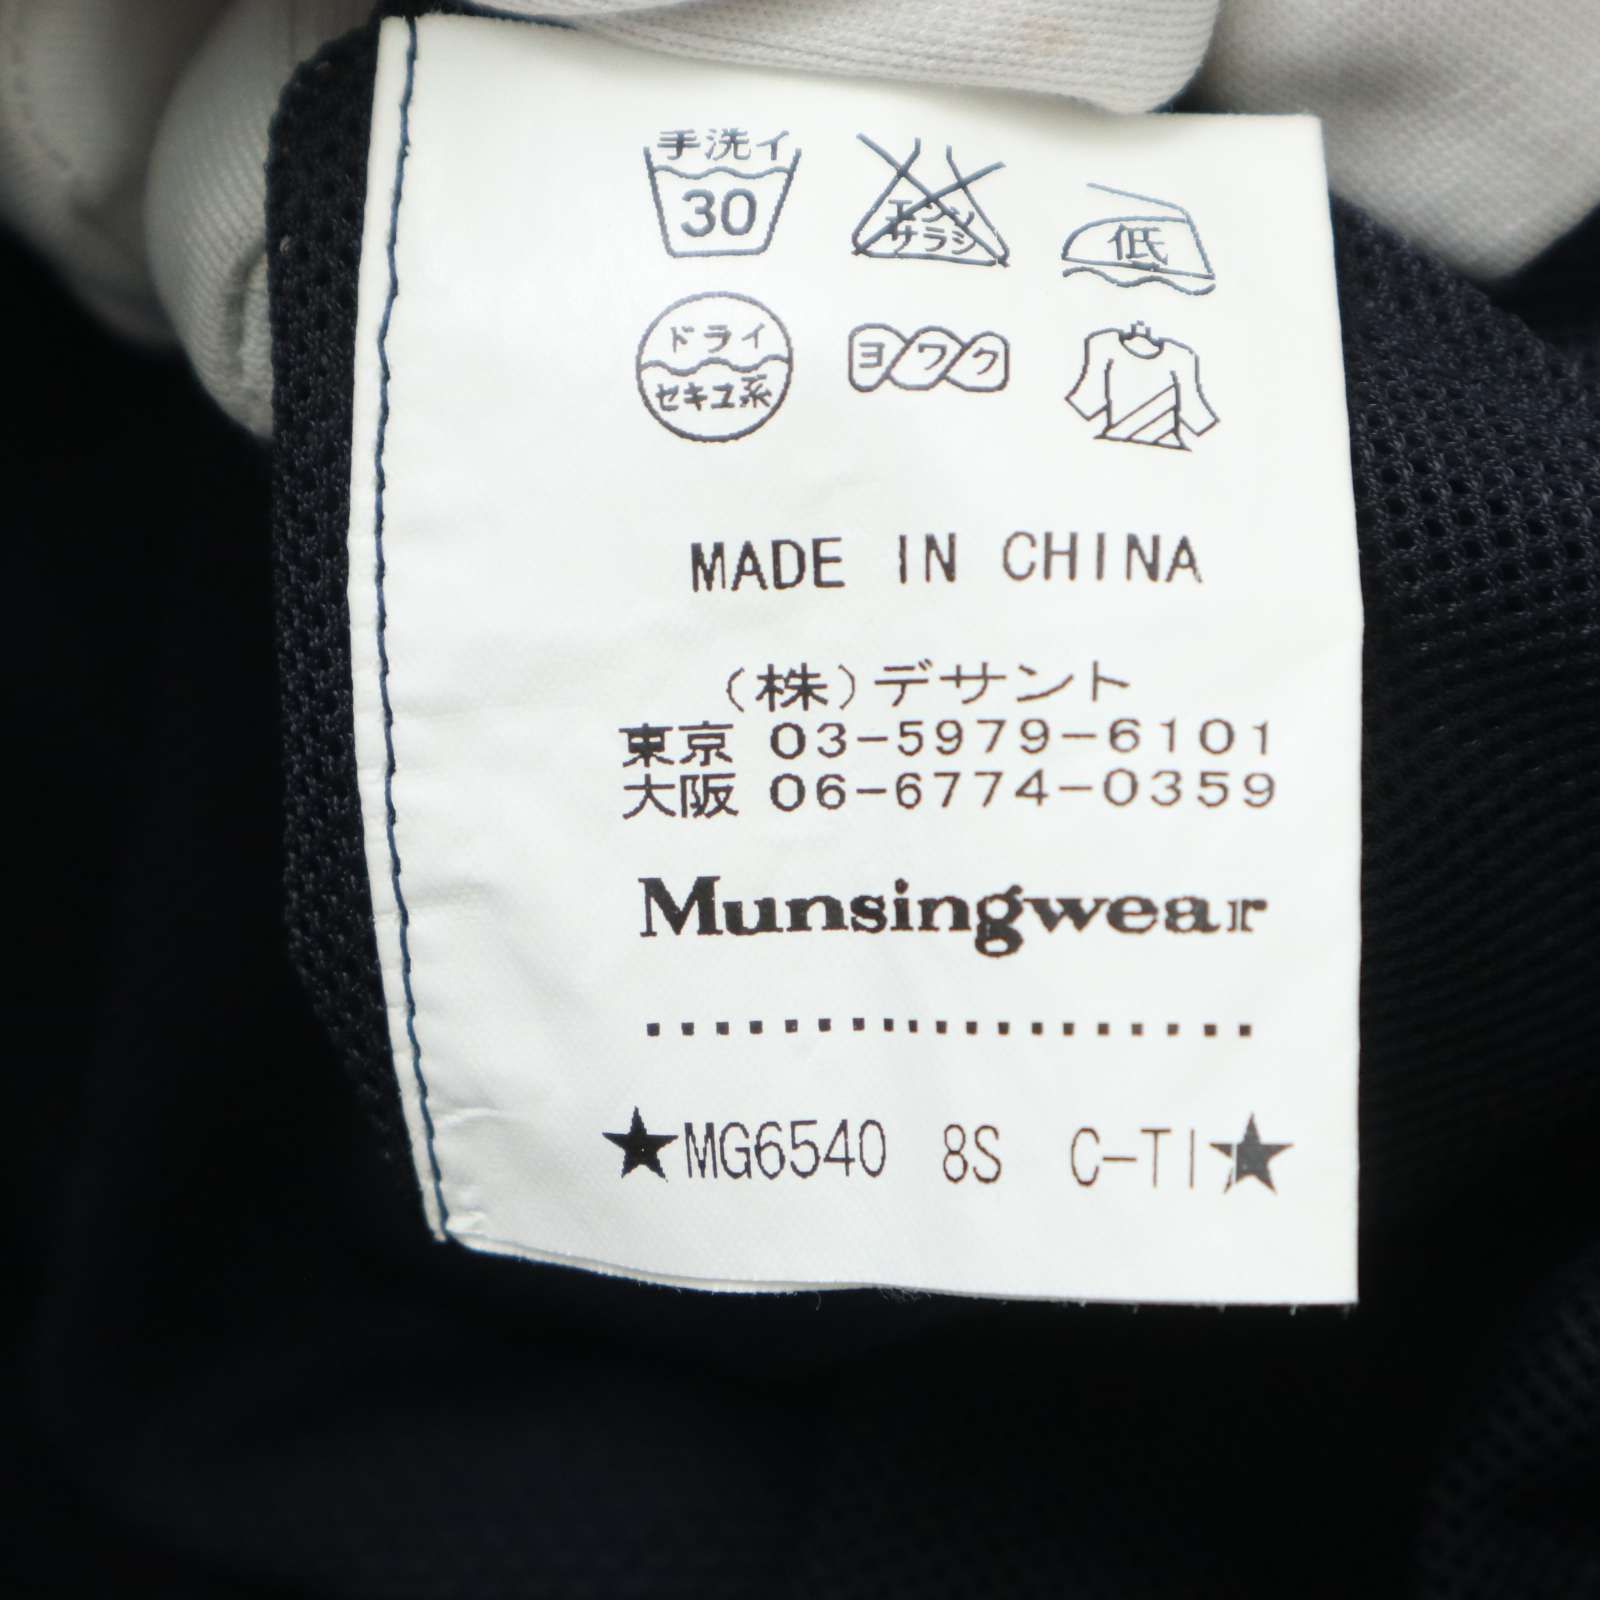 手洗イ
30
エンソ
サラシ
低
ドライ
セキユ系
ヨワク
MADE IN CHINA
(株)デサント
東京 03-5979-6101
大阪 06-6774-0359
Munsingwear
★MG6540 8S C-TI★